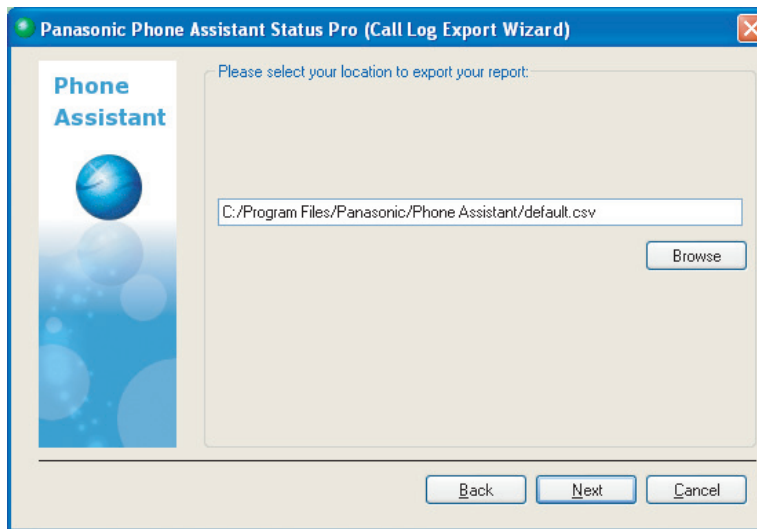 Panasonic Phone Assistant Status Pro (Call Log Export Wizard)
Phone
Assistant
Please select your location to export your report:
C:/Program Files/Panasonic/Phone Assistant/default.csv
Browse
Back
Next
Cancel